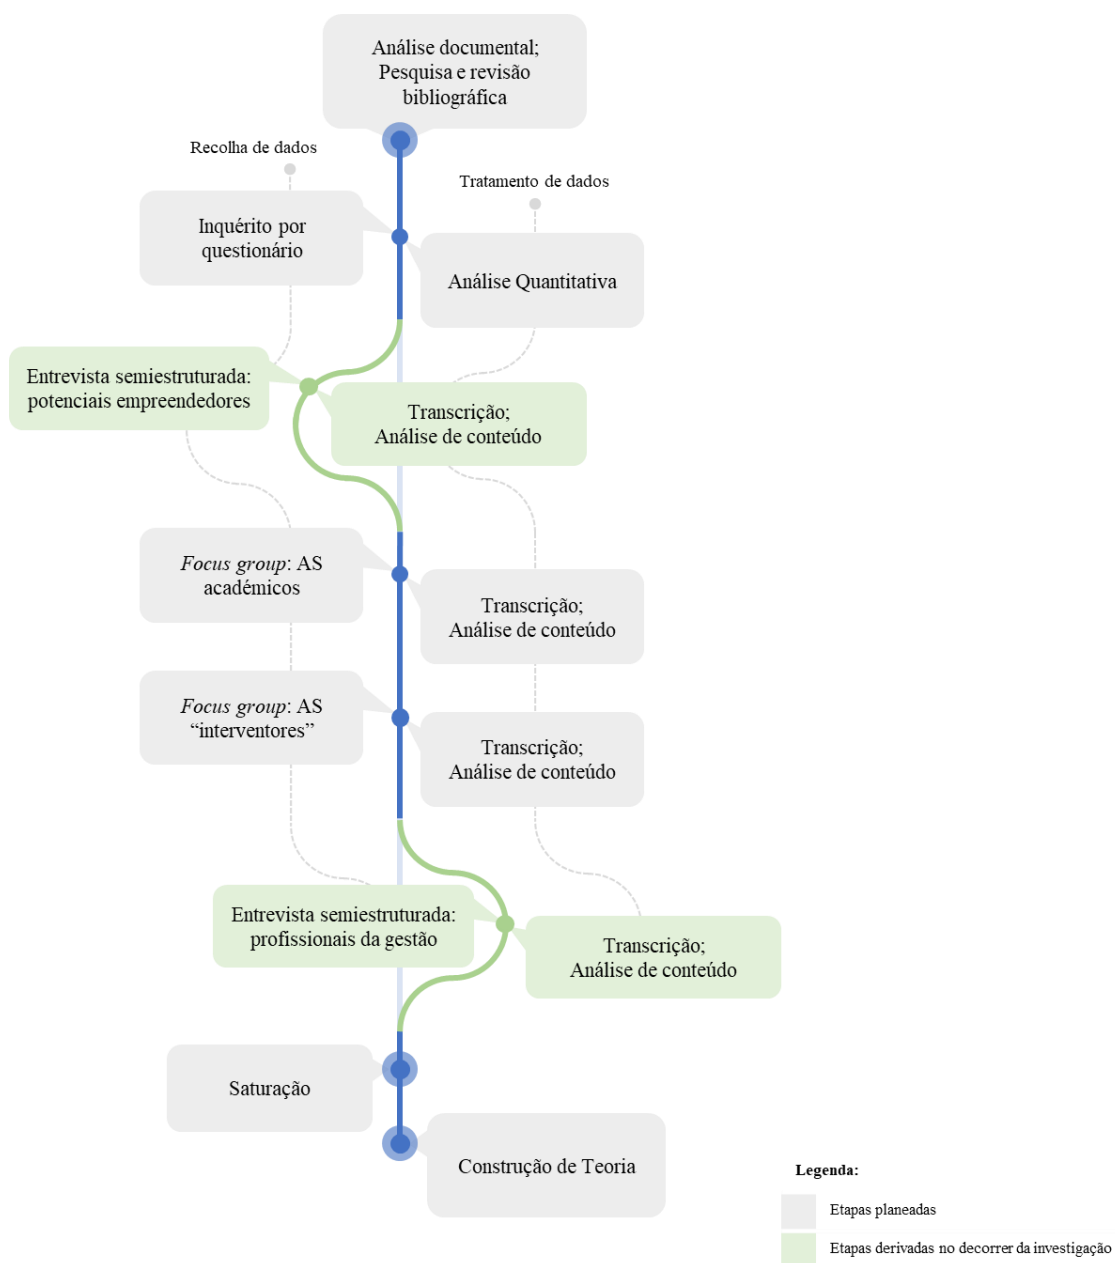 Análise documental;
Pesquisa e revisão
bibliográfica
Recolha de dados
Tratamento de dados
Inquérito por
questionário
Análise Quantitativa
Entrevista semiestruturada:
potenciais empreendedores
Transcrição;
Análise de conteúdo
Focus group: AS
académicos
Transcrição;
Análise de conteúdo
Focus group: AS
“interventores”
Transcrição;
Análise de conteúdo
Entrevista semiestruturada:
profissionais da gestão
Transcrição;
Análise de conteúdo
Saturação
Construção de Teoria
Legenda:
Etapas planeadas
Etapas derivadas no decorrer da investigação